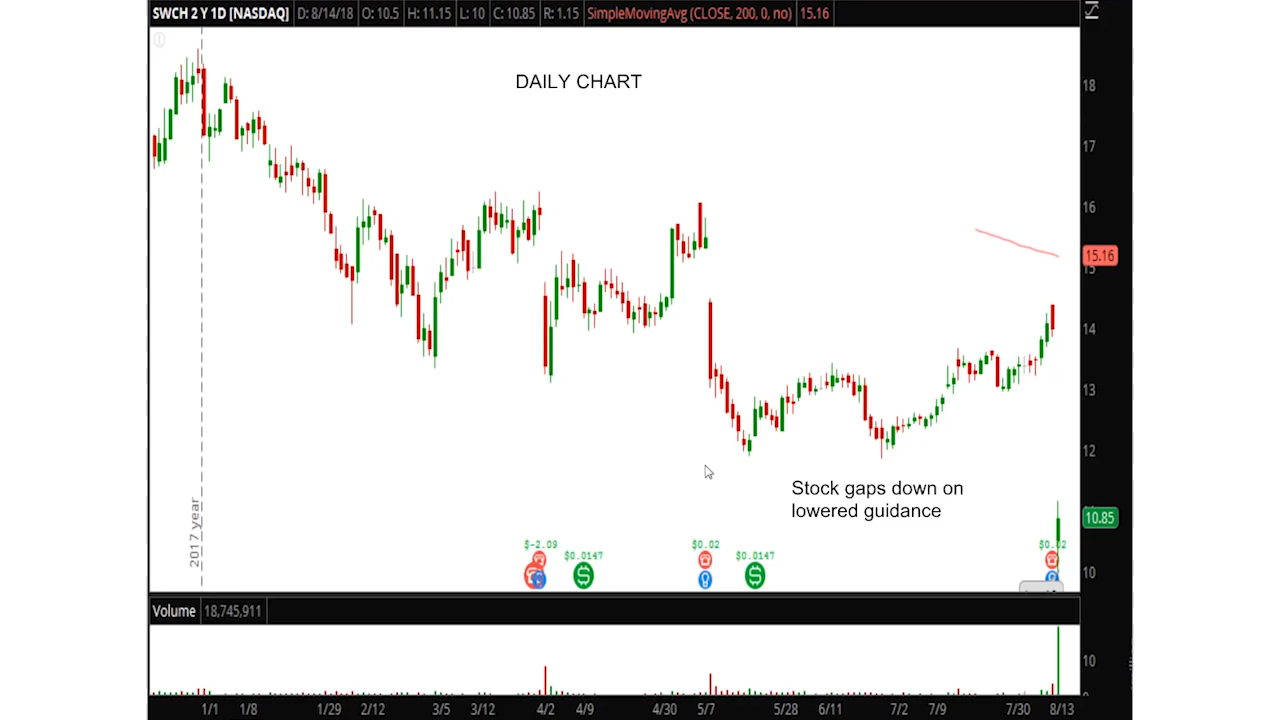 SWCH 2 Y 1D [NASDAQ] D: 8/14/18 O: 10.5 H: 11.15 L: 10 C: 10.85 R: 1.15 SimpleMovingAvg (CLOSE, 200, 0, no) 15.16
DAILY CHART
18
17
16
15.16
15
14
13
12
Stock gaps down on
lowered guidance
10.85
2017 year
$-2.09 $0.0147 $0.02 $0.0147 $0.02
10
Volume 18,745,911
10
1/1 1/8 1/29 2/12 3/5 3/12 4/2 4/9 4/30 5/7 5/28 6/11 7/2 7/9 7/30 8/13